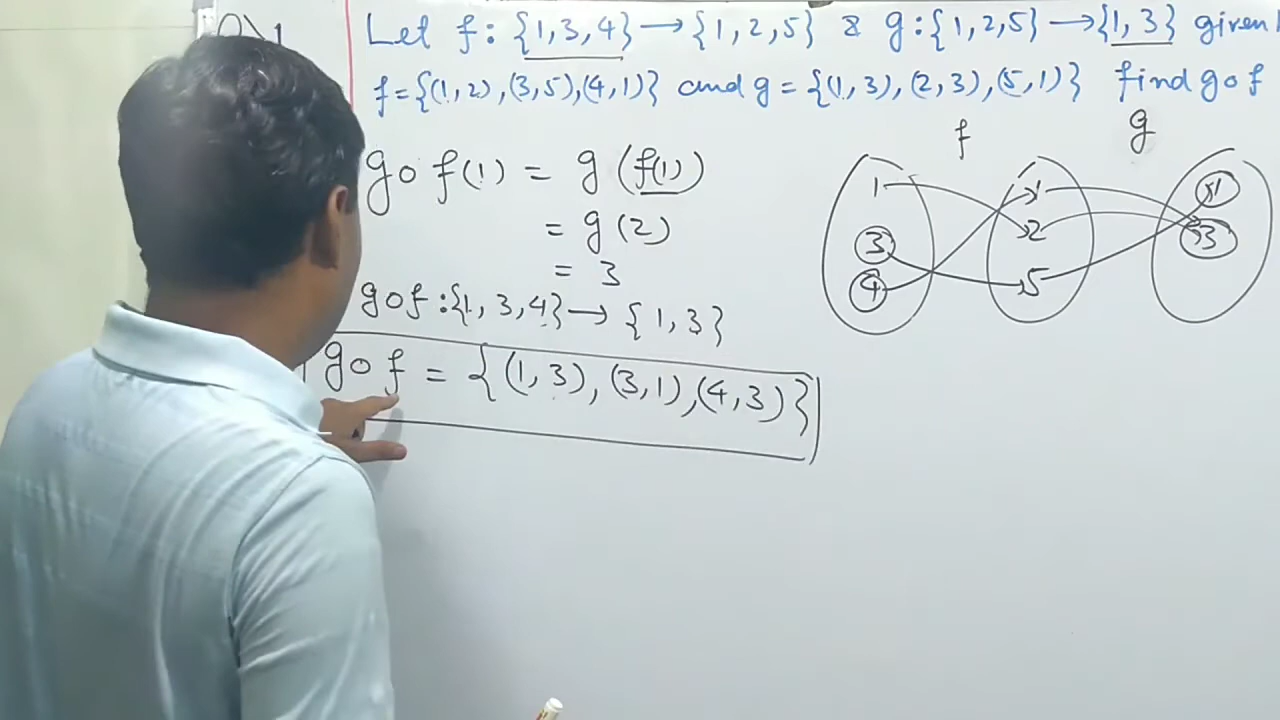 Q)1
Let f: {1,3,4} → {1,2,5} & g:{1,2,5} → {1,3} given
f={(1,2),(3,5),(4,1)} and g = {(1,3),(2,3),(5,1)} find gof
gof(1) = g(f(1))
= g(2)
= 3
gof:{1,3,4} → {1,3}
gof = {(1,3),(3,1),(4,3)}
f g
1 1 1
3 2 3
4 5